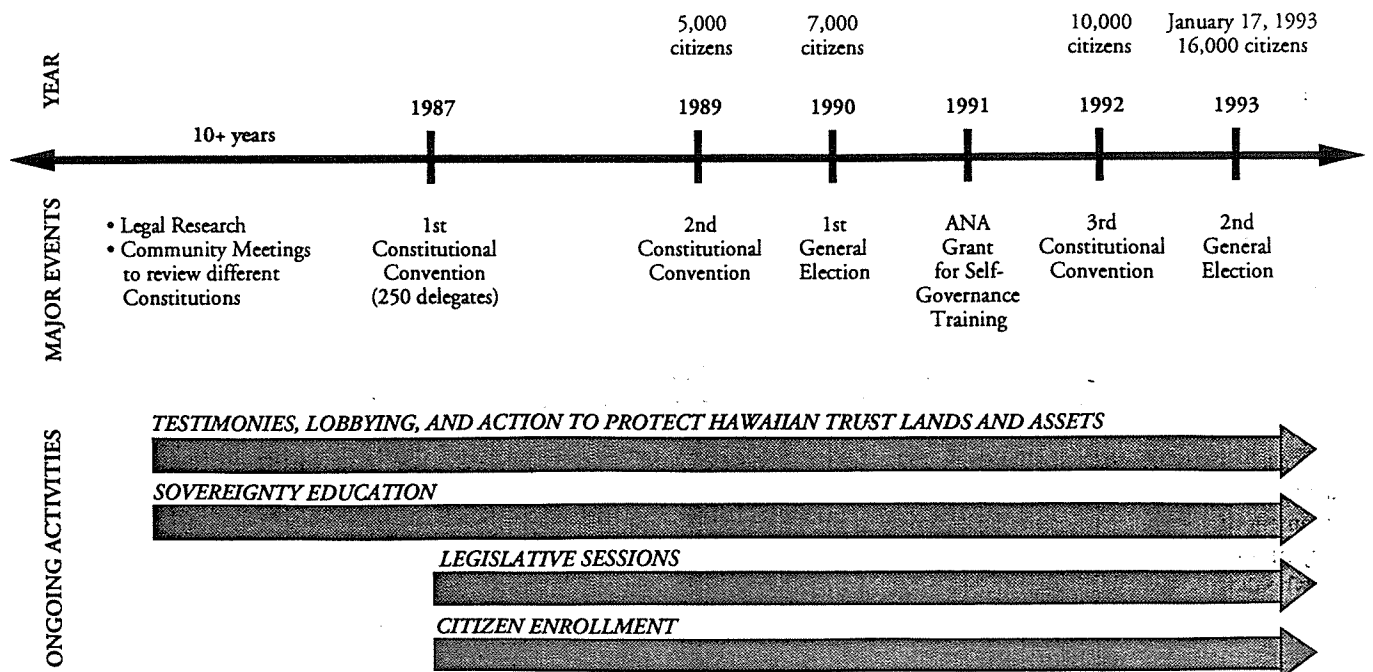 YEAR
5,000
citizens
7,000
citizens
10,000
citizens
January 17, 1993
16,000 citizens
10+ years
1987
1989
1990
1991
1992
1993
MAJOR EVENTS
• Legal Research
• Community Meetings
to review different
Constitutions
1st
Constitutional
Convention
(250 delegates)
2nd
Constitutional
Convention
1st
General
Election
ANA
Grant
for Self-
Governance
Training
3rd
Constitutional
Convention
2nd
General
Election
ONGOING ACTIVITIES
TESTIMONIES, LOBBYING, AND ACTION TO PROTECT HAWAIIAN TRUST LANDS AND ASSETS
SOVEREIGNTY EDUCATION
LEGISLATIVE SESSIONS
CITIZEN ENROLLMENT